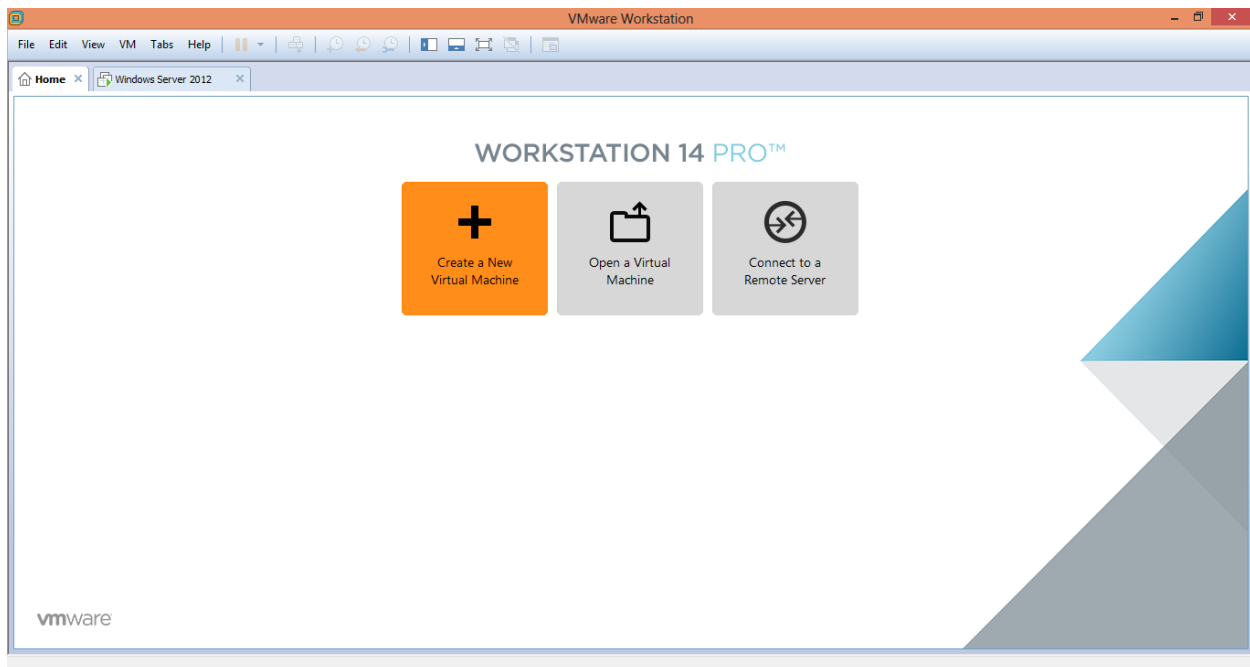 VMware Workstation
File Edit View VM Tabs Help
Home Windows Server 2012
WORKSTATION 14 PRO™
Create a New
Virtual Machine
Open a Virtual
Machine
Connect to a
Remote Server
vmware